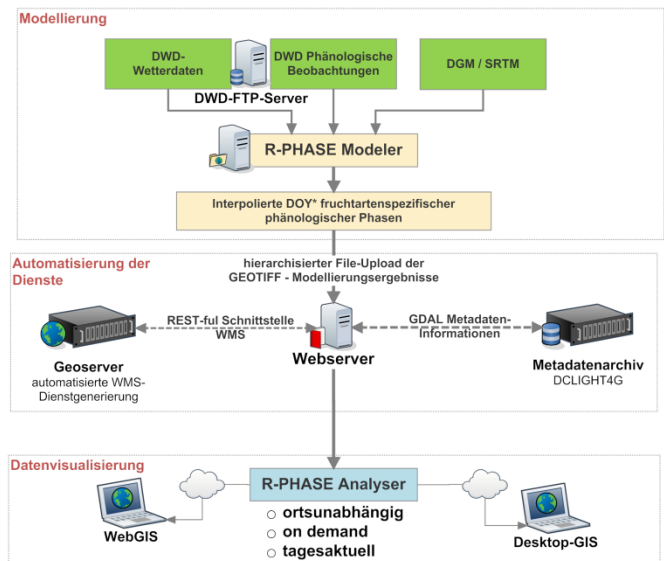 Modellierung
DWD-
Wetterdaten
DWD Phänologische
Beobachtungen
DGM / SRTM
DWD-FTP-Server
R-PHASE Modeler
Interpolierte DOY* fruchtartenspezifischer
phänologischer Phasen
Automatisierung der
Dienste
hierarchisierter File-Upload der
GEOTIFF - Modellierungsergebnisse
REST-ful Schnittstelle
WMS
GDAL Metadaten-
Informationen
Geoserver
automatisierte WMS-
Dienstgenerierung
Webserver
Metadatenarchiv
DCLIGHT4G
Datenvisualisierung
R-PHASE Analyser
WebGIS
○ ortsunabhängig
○ on demand
○ tagesaktuell
Desktop-GIS